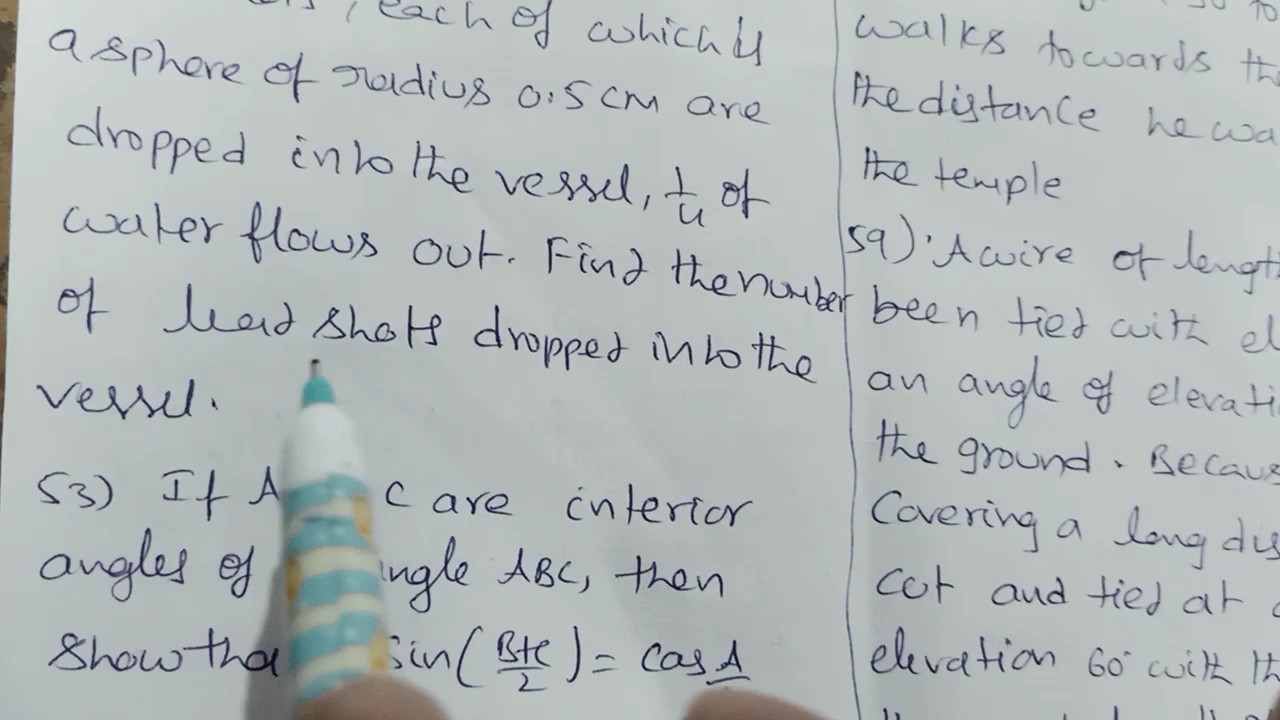 each of which is
a sphere of radius 0.5 cm are
dropped into the vessel, 1/4 of
water flows out. Find the number
of lead shots dropped into the
vessel.
53) If A C are interior
angles of ngle ABC, then
show tha sin(B+C/2) = cos A
walks towards the
the distance he wa
the temple
59). A wire of length
been tied with el
an angle of elevati
the ground. Becaus
Covering a long dis
cut and tied at a
elevation 60° with th